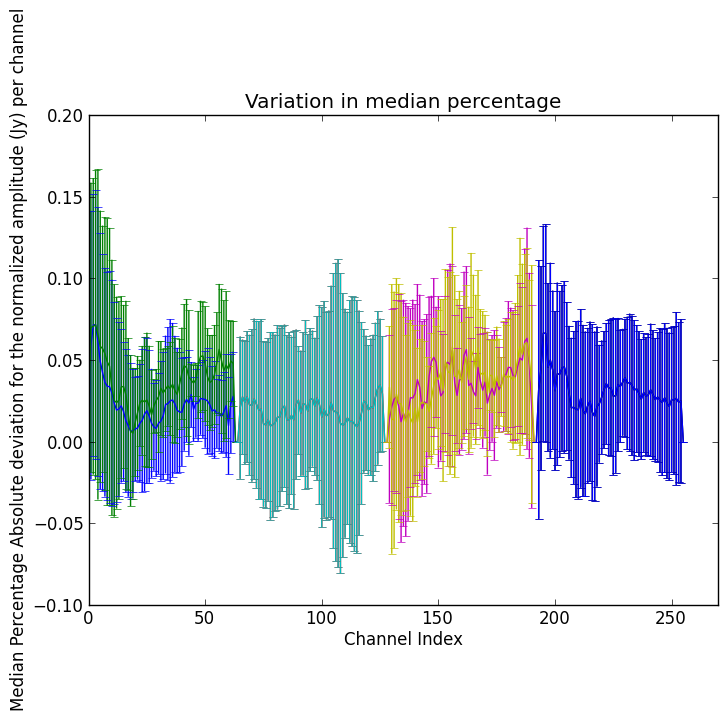 Variation in median percentage
Median Percentage Absolute deviation for the normalized amplitude (Jy) per channel
0.20
0.15
0.10
0.05
0.00
−0.05
−0.10
0 50 100 150 200 250
Channel Index